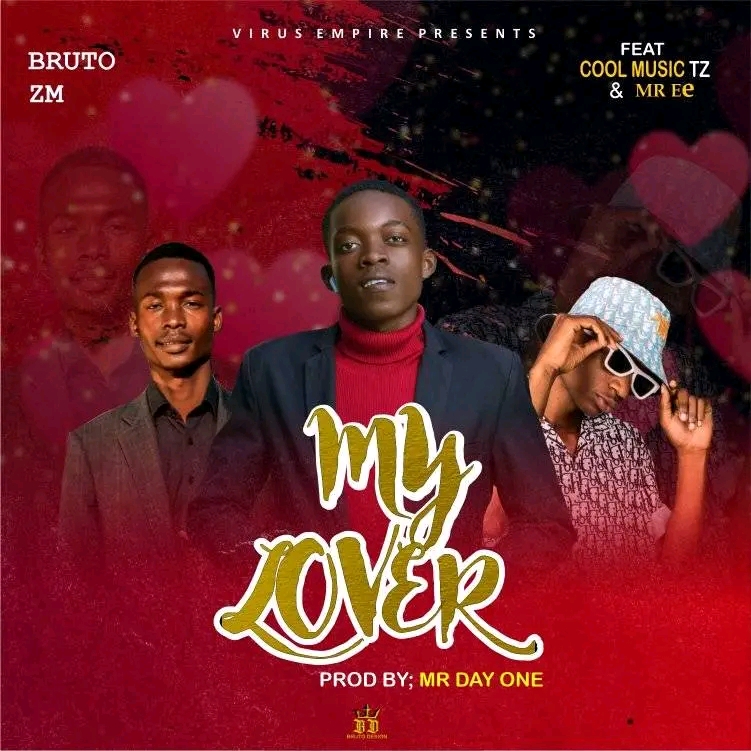 VIRUS EMPIRE PRESENTS
BRUTO
ZM
FEAT
COOL MUSIC TZ
& MR Ee
MY
LOVER
PROD BY; MR DAY ONE
BD
BRUTO DESIGN